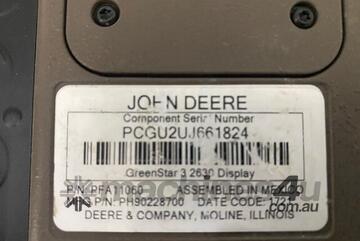 JOHN DEERE
Component Serial Number
PCGU2UJ661824
GreenStar 3 2630 Display
P/N: PFA11060 ASSEMBLED IN MEXICO
P/N: PH90228700 DATE CODE: 1721
DEERE & COMPANY, MOLINE, ILLINOIS